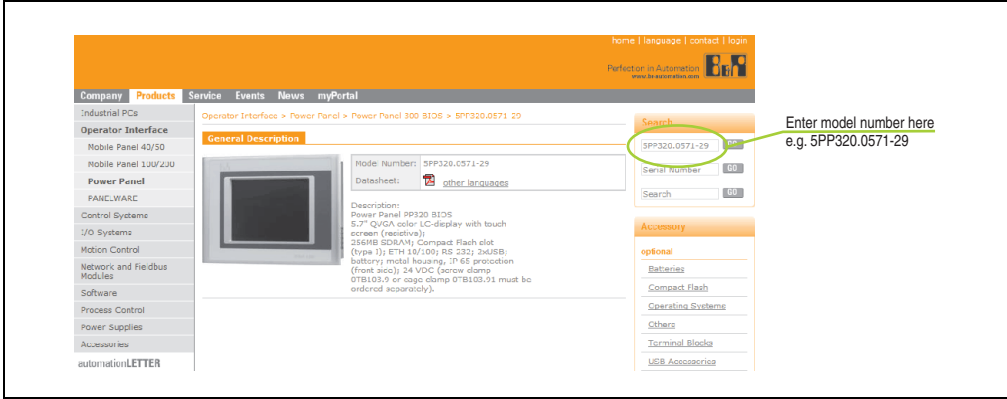 home | language | contact | login
Perfection in Automation
www.br-automation.com
Company Products Service Events News myPortal
Industrial PCs
Operator Interface
Mobile Panel 40/50
Mobile Panel 100/200
Power Panel
PANELWARE
Control Systems
I/O Systems
Motion Control
Network and Fieldbus
Modules
Software
Process Control
Power Supplies
Accessories
automationLETTER
Operator Interface > Power Panel > Power Panel 300 BIOS > 5PP320.0571-29
General Description
Model Number: 5PP320.0571-29
Datasheet: other languages
Description:
Power Panel PP320 BIOS
5.7" QVGA color LC-display with touch
screen (resistive);
256MB SDRAM; Compact Flash slot
(type I); ETH 10/100; RS 232; 2xUSB;
battery; metal housing, IP 65 protection
(front side); 24 VDC (screw clamp
0TB103.9 or cage clamp 0TB103.91 must be
ordered separately).
Search
5PP320.0571-29 GO
Serial Number GO
Search GO
Accessory
optional
Batteries
Compact Flash
Operating Systems
Others
Terminal Blocks
USB Accessories
Enter model number here
e.g. 5PP320.0571-29